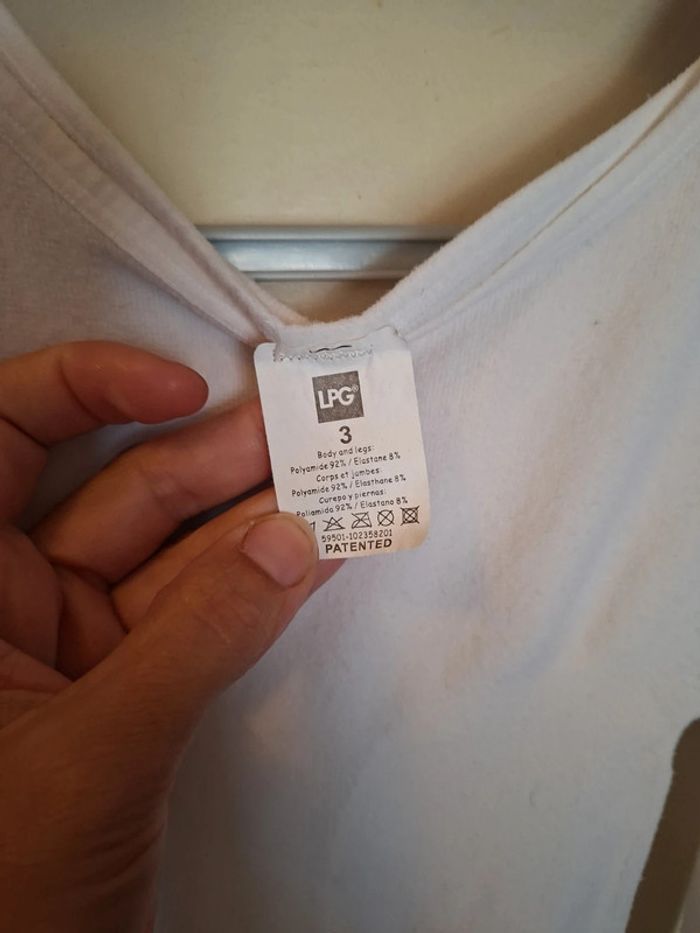 LPG®
3
Body and legs:
Polyamide 92% / Elastane 8%
Corps et jambes:
Polyamide 92% / Elasthane 8%
Curepo y piernas:
Poliamida 92% / Elastano 8%
59501-102358201
PATENTED